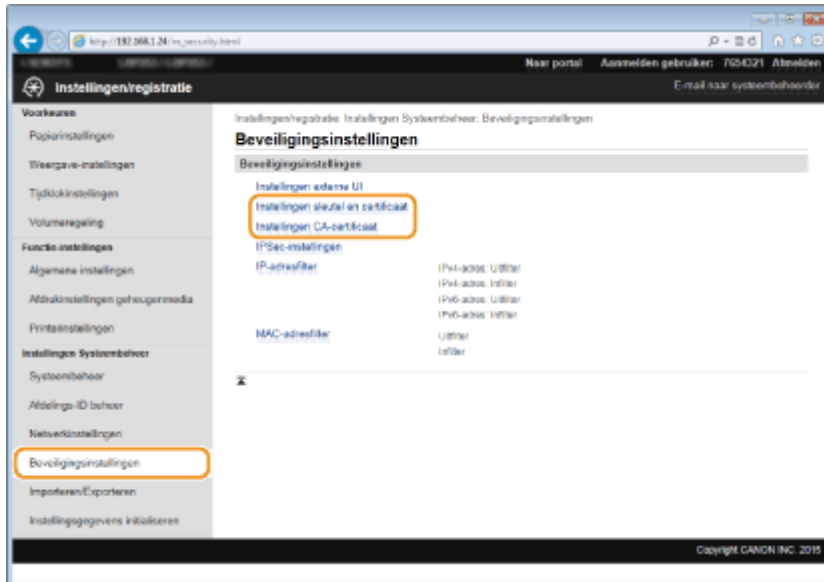 http://192.168.1.24/m_security.html
Naar portal Aanmelden gebruiker: 7654321 Afmelden
Instellingen/registratie
E-mail naar systeembeheerder
Voorkeuren
Papierinstellingen
Weergave-instellingen
Tijdklokinstellingen
Volumeregeling
Functie-instellingen
Algemene instellingen
Afdrukinstellingen geheugenmedia
Printerinstellingen
Instellingen Systeembeheer
Systeembeheer
Afdelings-ID beheer
Netwerkinstellingen
Beveiligingsinstellingen
Importeren/Exporteren
Instellingsgegevens initialiseren
Instellingen/registratie: Instellingen Systeembeheer: Beveiligingsinstellingen
Beveiligingsinstellingen
Beveiligingsinstellingen
Instellingen externe UI
Instellingen sleutel en certificaat
Instellingen CA-certificaat
IPSec-instellingen
IP-adresfilter
IPv4-adres: Uitfilter
IPv4-adres: Infilter
IPv6-adres: Uitfilter
IPv6-adres: Infilter
MAC-adresfilter
Uitfilter
Infilter
Copyright CANON INC. 2015